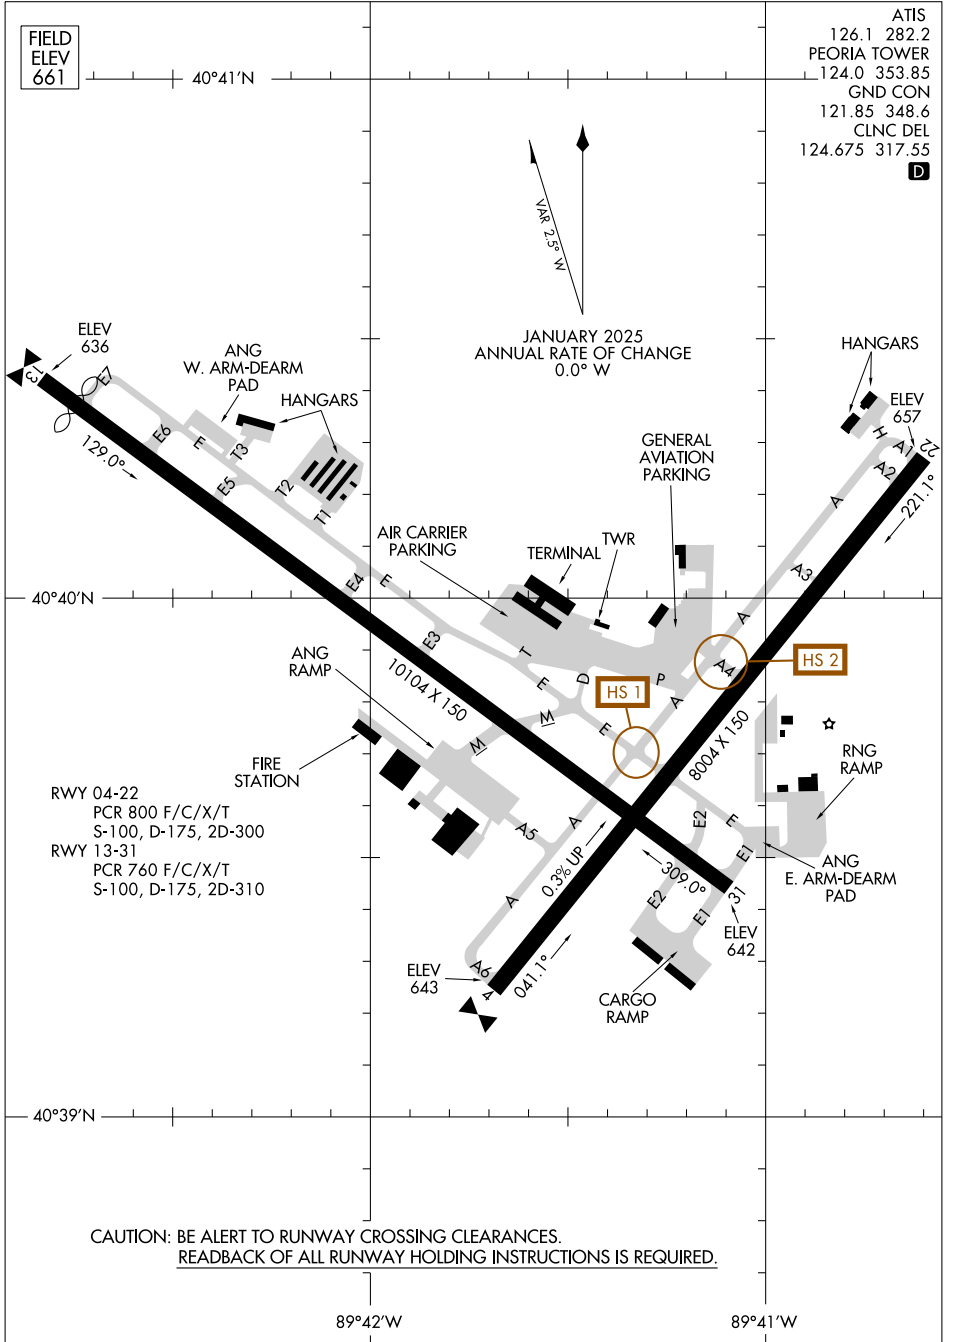 FIELD
ELEV
661
ATIS
126.1 282.2
PEORIA TOWER
124.0 353.85
GND CON
121.85 348.6
CLNC DEL
124.675 317.55
D
40°41'N
VAR 2.5° W
JANUARY 2025
ANNUAL RATE OF CHANGE
0.0° W
ELEV
636
13
E7
ANG
W. ARM-DEARM
PAD
HANGARS
HANGARS
ELEV
657
22
H
A1
A2
221.1°
E6
E
T3
129.0°
E5
T2
T1
GENERAL
AVIATION
PARKING
A
AIR CARRIER
PARKING
TERMINAL
TWR
A3
40°40'N
E4
E
A
E3
T
ANG
RAMP
10104 X 150
E
D
P
A4
HS 2
HS 1
A
M
M
E
8004 X 150
FIRE
STATION
RNG
RAMP
RWY 04-22
PCR 800 F/C/X/T
S-100, D-175, 2D-300
RWY 13-31
PCR 760 F/C/X/T
S-100, D-175, 2D-310
A5
A
E2
E
0.3% UP
E1
309.0°
ANG
E. ARM-DEARM
PAD
A
E2
31
E1
ELEV
642
A6
4
041.1°
ELEV
643
CARGO
RAMP
40°39'N
CAUTION: BE ALERT TO RUNWAY CROSSING CLEARANCES.
READBACK OF ALL RUNWAY HOLDING INSTRUCTIONS IS REQUIRED.
89°42'W
89°41'W